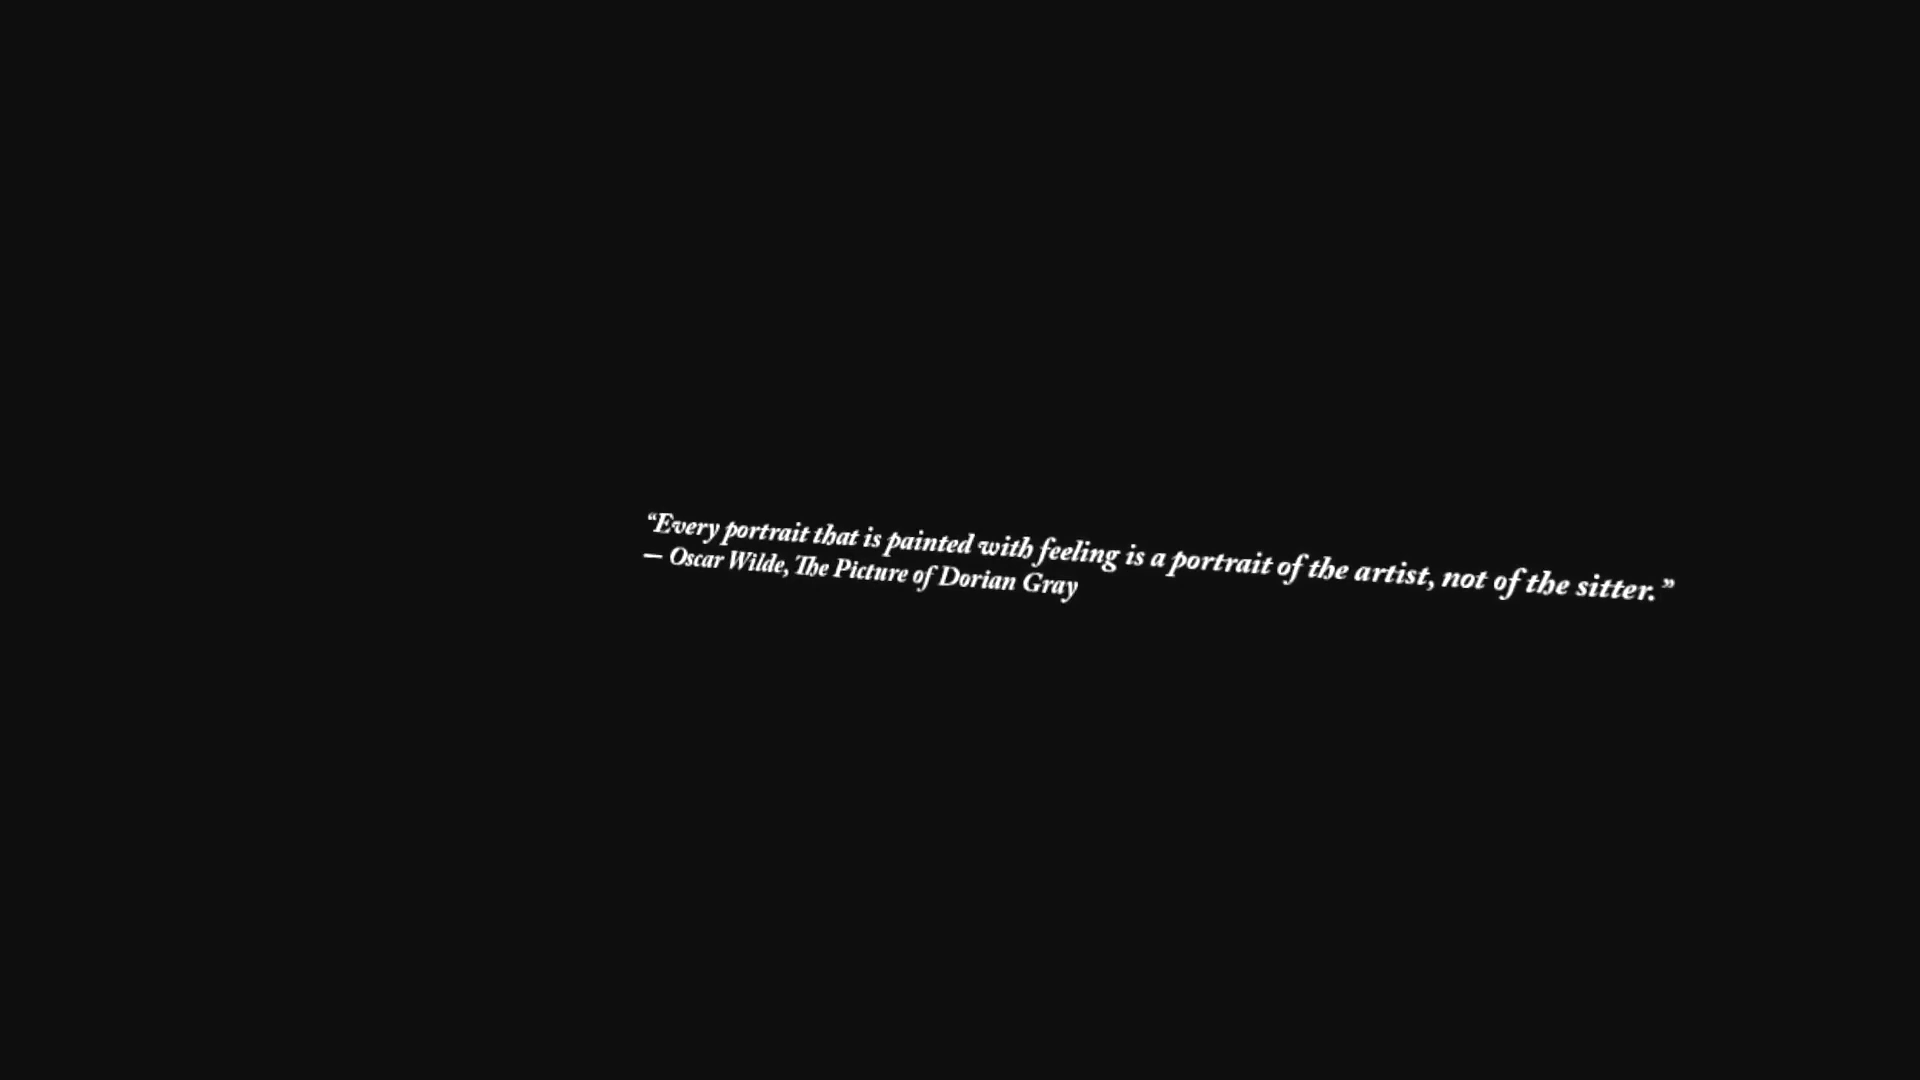 “Every portrait that is painted with feeling is a portrait of the artist, not of the sitter.”
— Oscar Wilde, The Picture of Dorian Gray